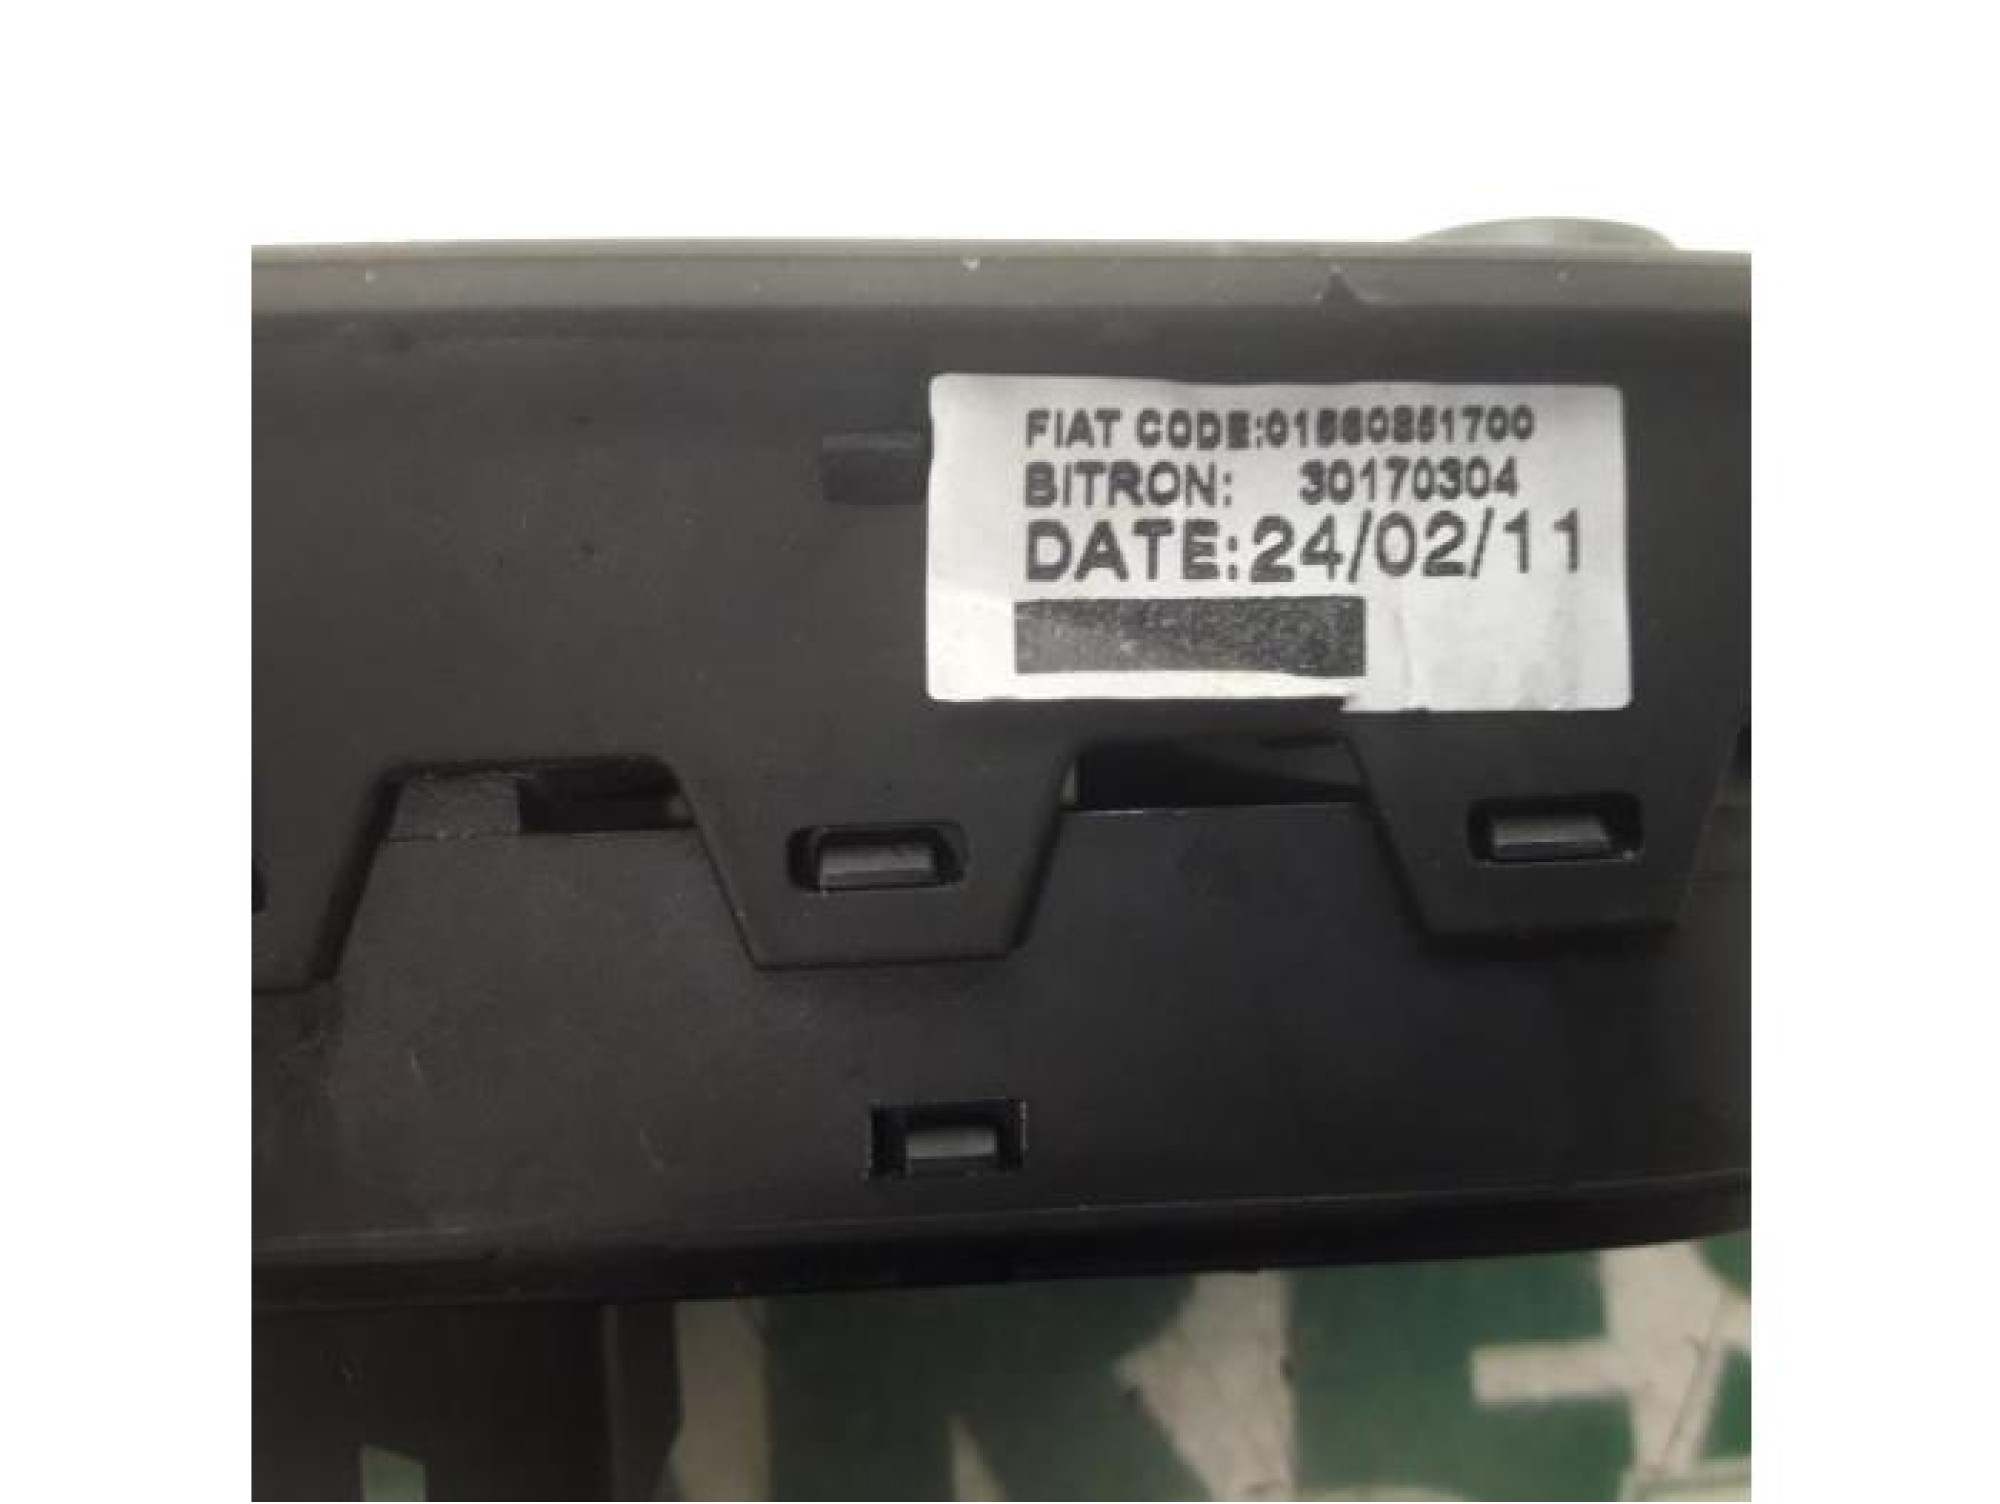 FIAT CODE:01560851700
BITRON: 30170304
DATE:24/02/11